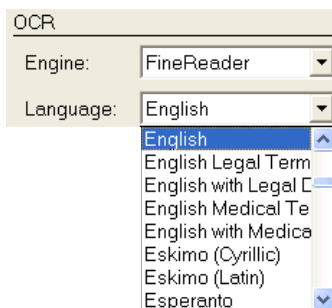 OCR
Engine: FineReader
Language: English
English
English Legal Term
English with Legal
English Medical Te
English with Medica
Eskimo (Cyrillic)
Eskimo (Latin)
Esperanto